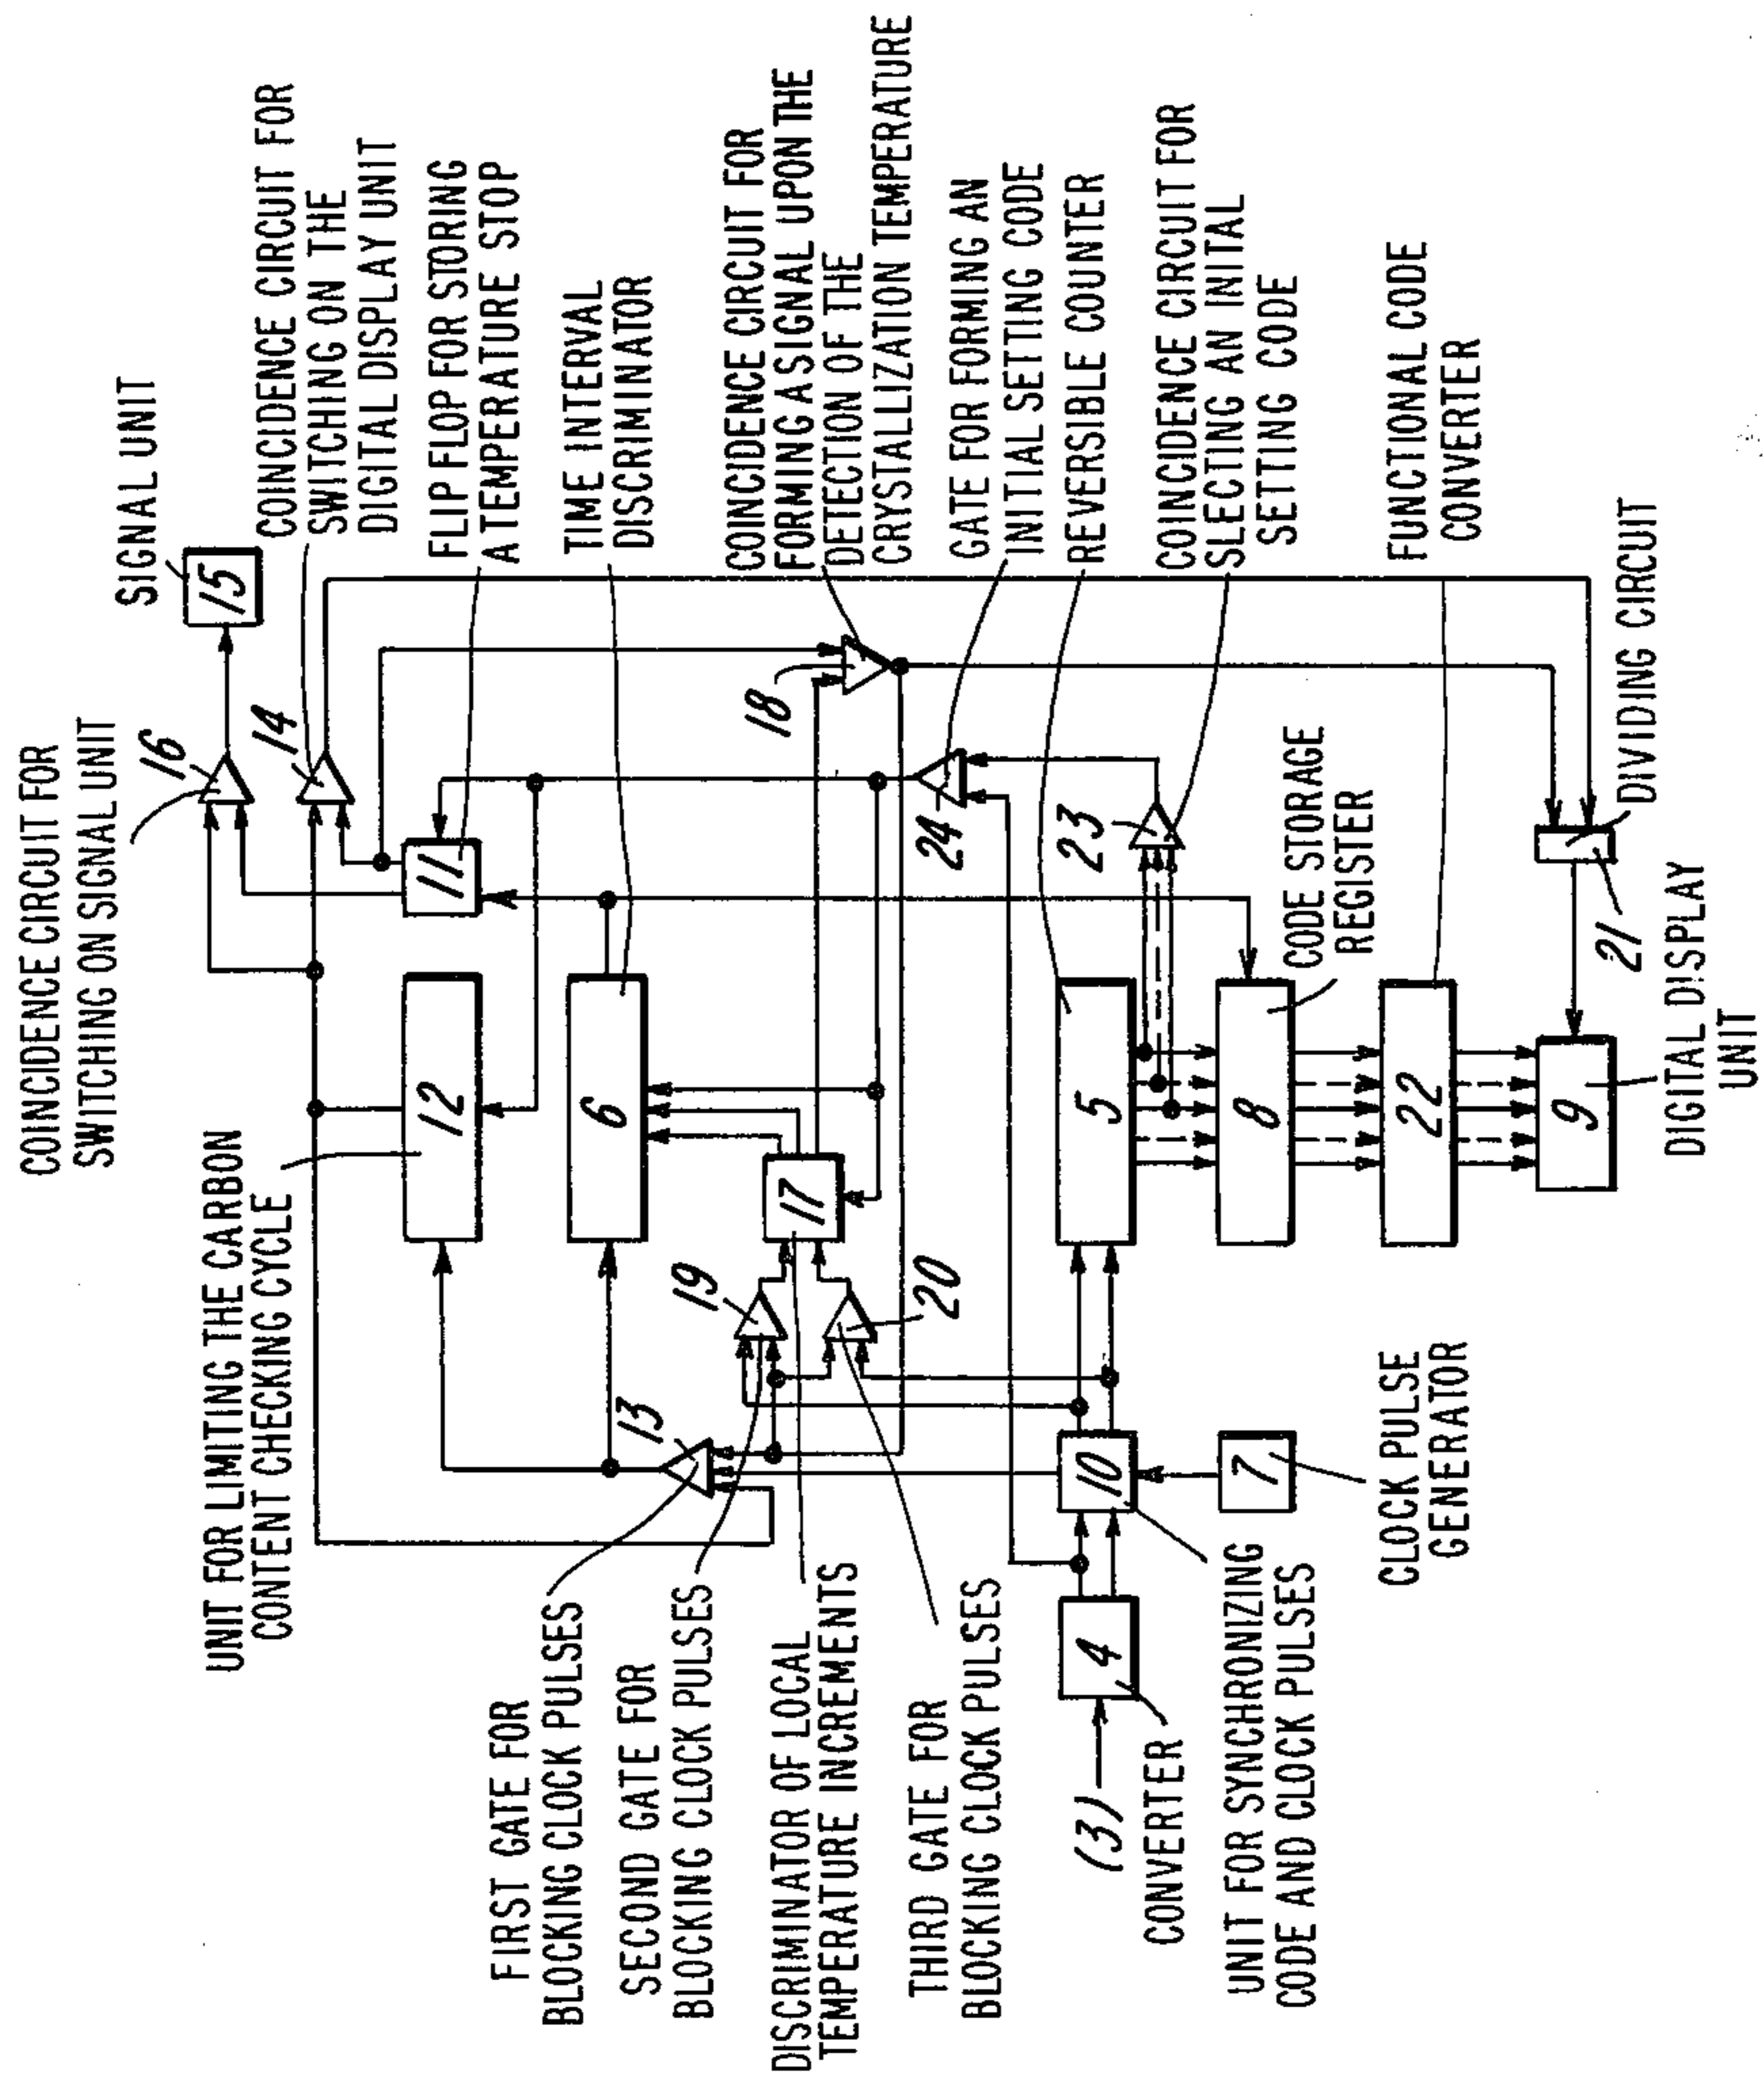 COINCIDENCE CIRCUIT FOR
SWITCHING ON SIGNAL UNIT
16
SIGNAL UNIT
15
COINCIDENCE CIRCUIT FOR
SWITCHING ON THE
DIGITAL DISPLAY UNIT
14
UNIT FOR LIMITING THE CARBON
CONTENT CHECKING CYCLE
12
FLIP FLOP FOR STORING
A TEMPERATURE STOP
11
TIME INTERVAL
DISCRIMINATOR
6
FIRST GATE FOR
BLOCKING CLOCK PULSES
13
SECOND GATE FOR
BLOCKING CLOCK PULSES
19
DISCRIMINATOR OF LOCAL
TEMPERATURE INCREMENTS
17
COINCIDENCE CIRCUIT FOR
FORMING A SIGNAL UPON THE
DETECTION OF THE
CRYSTALLIZATION TEMPERATURE
18
THIRD GATE FOR
BLOCKING CLOCK PULSES
20
GATE FOR FORMING AN
INITIAL SETTING CODE
24
REVERSIBLE COUNTER
5
(3)
4
CONVERTER
10
UNIT FOR SYNCHRONIZING
CODE AND CLOCK PULSES
7
CLOCK PULSE
GENERATOR
COINCIDENCE CIRCUIT FOR
SLECTING AN INITAL
SETTING CODE
23
8
CODE STORAGE
REGISTER
FUNCTIONAL CODE
CONVERTER
22
9
DIGITAL DISPLAY
UNIT
21
DIVIDING CIRCUIT